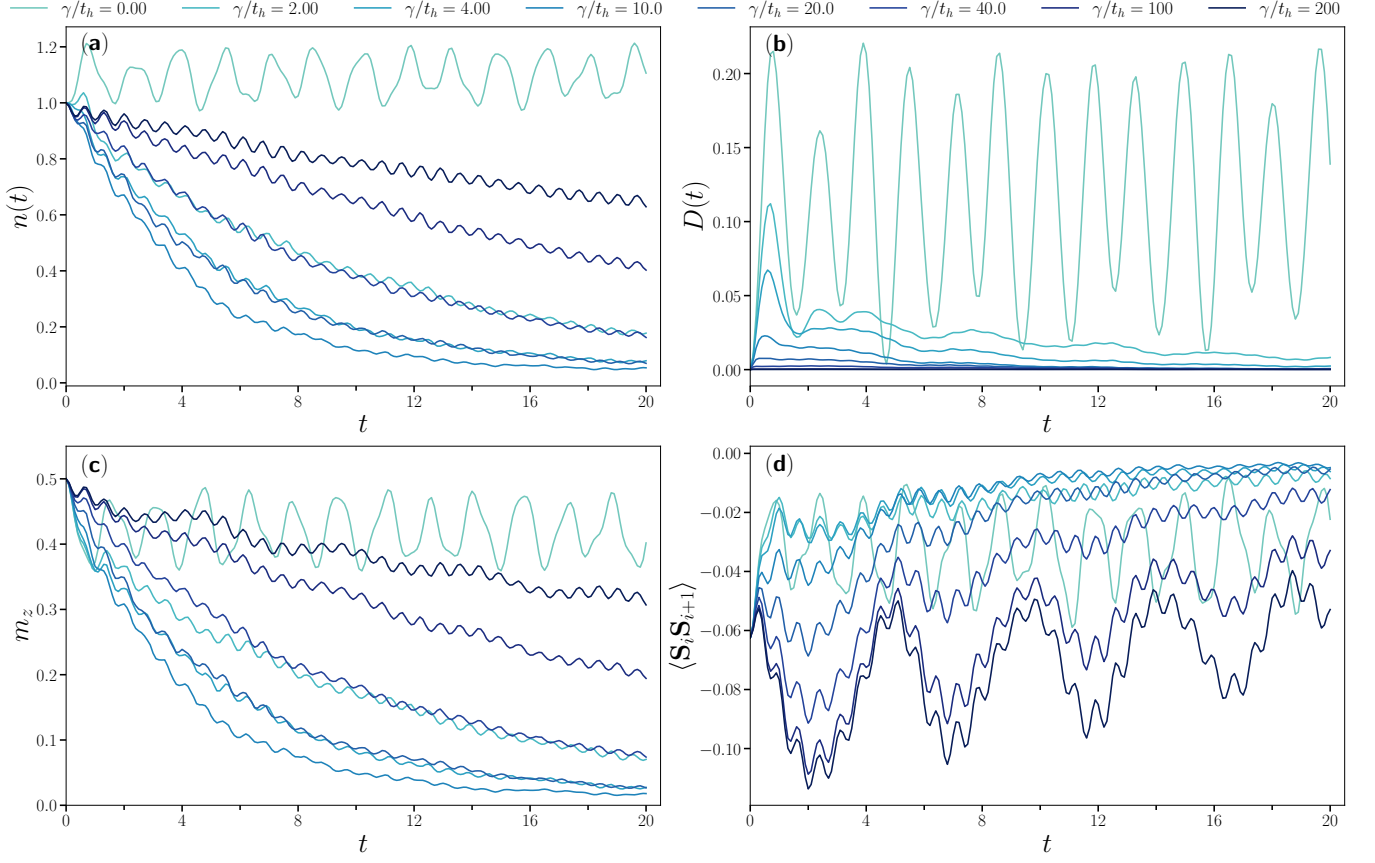 γ/t_h = 0.00 γ/t_h = 2.00 γ/t_h = 4.00 γ/t_h = 10.0 γ/t_h = 20.0 γ/t_h = 40.0 γ/t_h = 100 γ/t_h = 200
(a)
n(t)
1.2
1.0
0.8
0.6
0.4
0.2
0.0
0 4 8 12 16 20
t
(b)
D(t)
0.20
0.15
0.10
0.05
0.00
0 4 8 12 16 20
t
(c)
m_z
0.5
0.4
0.3
0.2
0.1
0.0
0 4 8 12 16 20
t
(d)
⟨S_iS_{i+1}⟩
0.00
−0.02
−0.04
−0.06
−0.08
−0.10
0 4 8 12 16 20
t